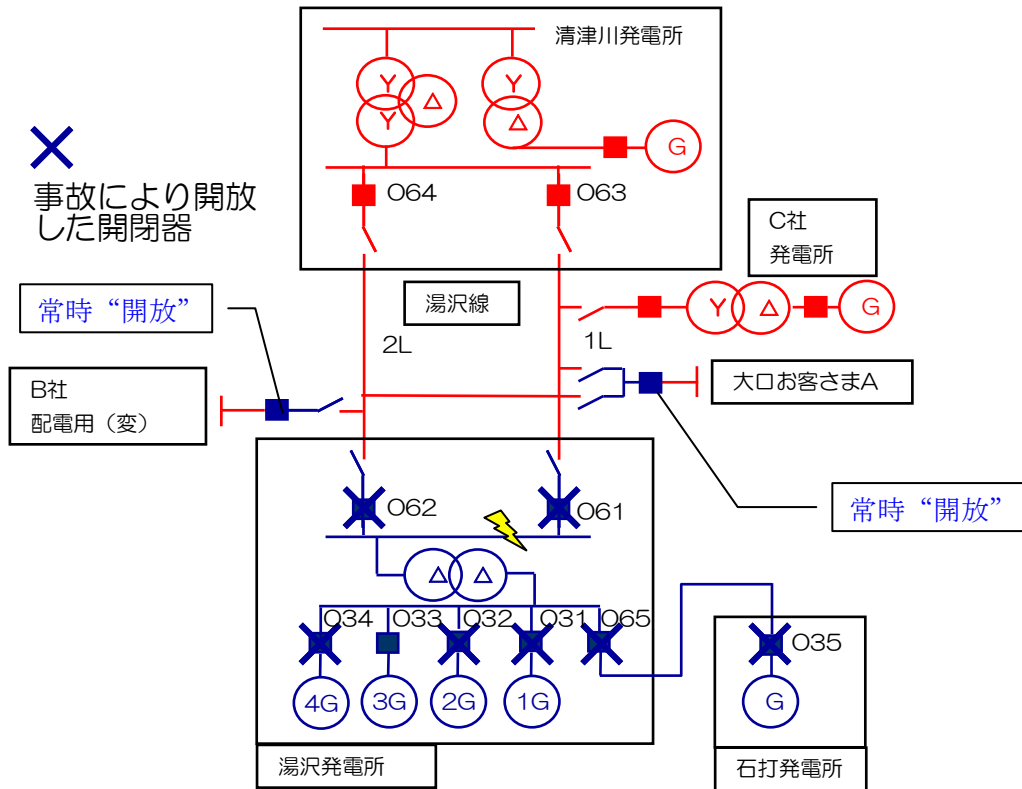 清津川発電所
Y
Y
△
Y
△
G
事故により開放
した開閉器
O64
O63
C社
発電所
Y
△
G
常時“開放”
湯沢線
2L
1L
B社
配電用（変）
大口お客さまA
常時“開放”
O62
O61
△
△
O34
O33
O32
O31
O65
O35
4G
3G
2G
1G
G
湯沢発電所
石打発電所